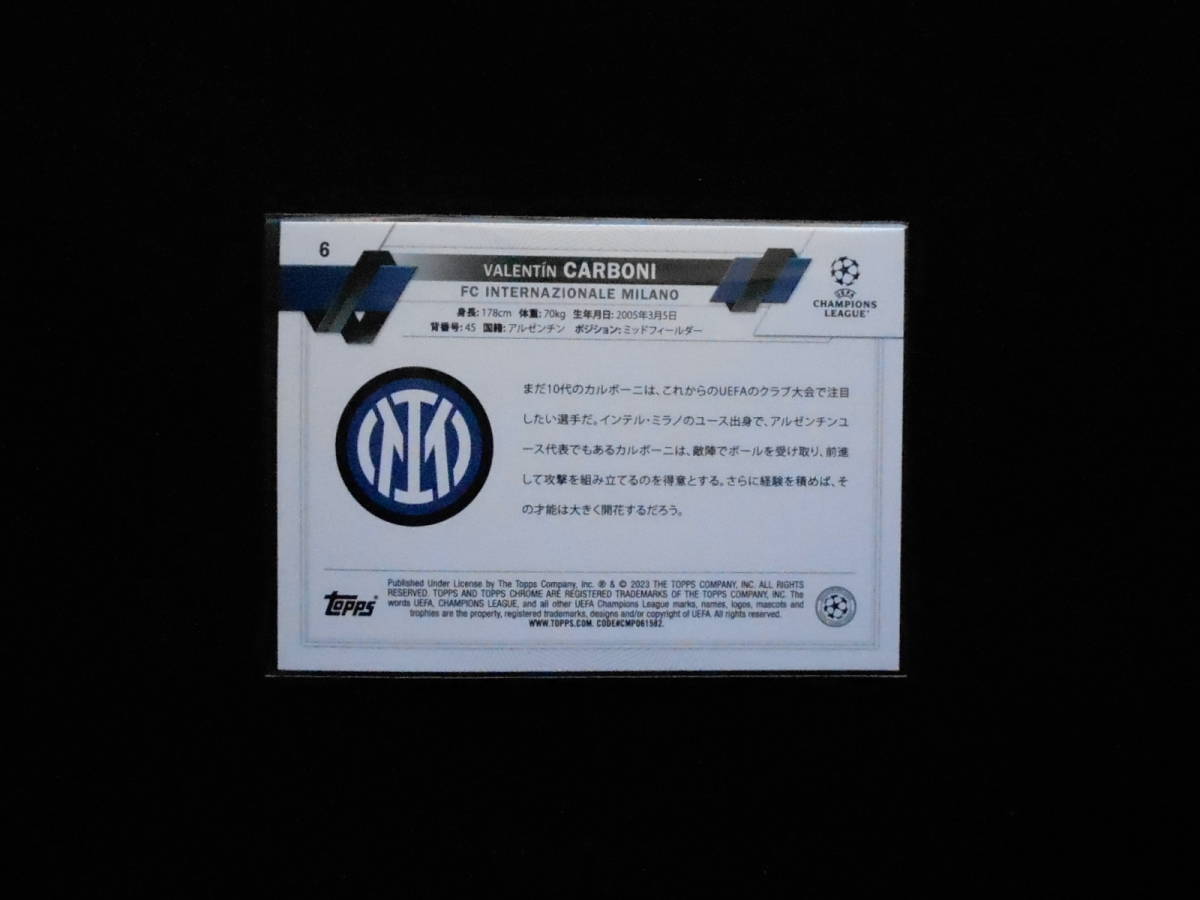 6
VALENTÍN CARBONI
FC INTERNAZIONALE MILANO
身長: 178cm 体重: 70kg 生年月日: 2005年3月5日
背番号: 45 国籍: アルゼンチン ポジション: ミッドフィールダー
UEFA
CHAMPIONS
LEAGUE
まだ10代のカルボーニは、これからのUEFAのクラブ大会で注目
したい選手だ。インテル・ミラノのユース出身で、アルゼンチンユ
ース代表でもあるカルボーニは、敵陣でボールを受け取り、前進
して攻撃を組み立てるのを得意とする。さらに経験を積めば、そ
の才能は大きく開花するだろう。
Topps
Published Under License by The Topps Company, Inc. ® & © 2023 THE TOPPS COMPANY, INC. ALL RIGHTS
RESERVED. TOPPS AND TOPPS CHROME ARE REGISTERED TRADEMARKS OF THE TOPPS COMPANY, INC. The
words UEFA, CHAMPIONS LEAGUE, and all other UEFA Champions League marks, names, logos, mascots and
trophies are the property, registered trademarks, designs and/or copyright of UEFA. All rights reserved.
WWW.TOPPS.COM. CODE#CMP061582.